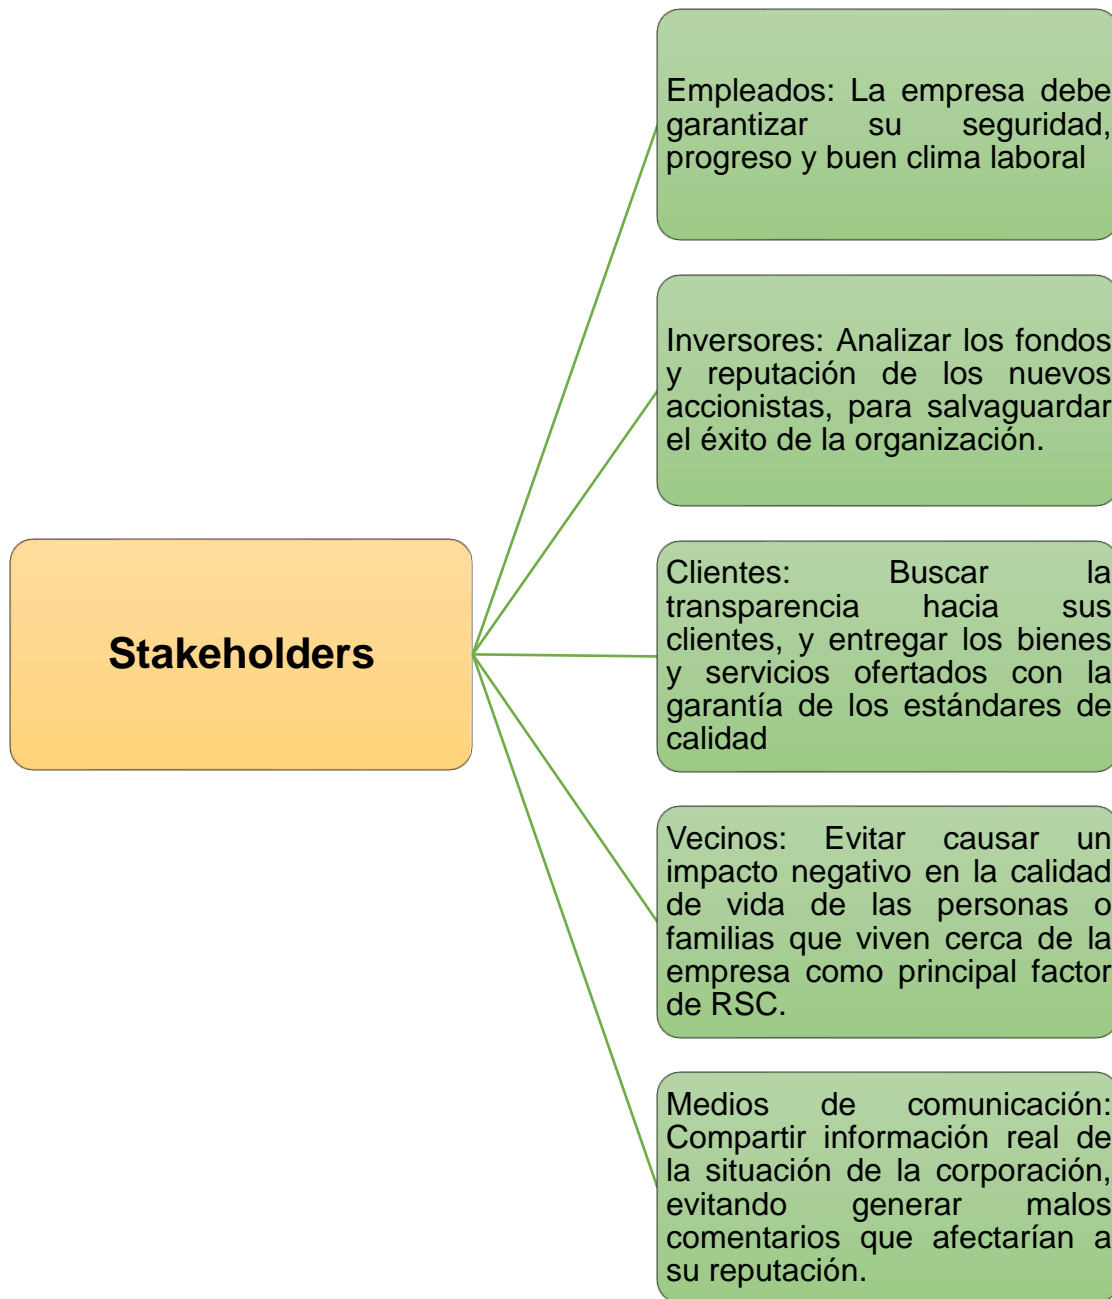 Stakeholders
Empleados: La empresa debe
garantizar su seguridad,
progreso y buen clima laboral
Inversores: Analizar los fondos
y reputación de los nuevos
accionistas, para salvaguardar
el éxito de la organización.
Clientes: Buscar la
transparencia hacia sus
clientes, y entregar los bienes
y servicios ofertados con la
garantía de los estándares de
calidad
Vecinos: Evitar causar un
impacto negativo en la calidad
de vida de las personas o
familias que viven cerca de la
empresa como principal factor
de RSC.
Medios de comunicación:
Compartir información real de
la situación de la corporación,
evitando generar malos
comentarios que afectarían a
su reputación.